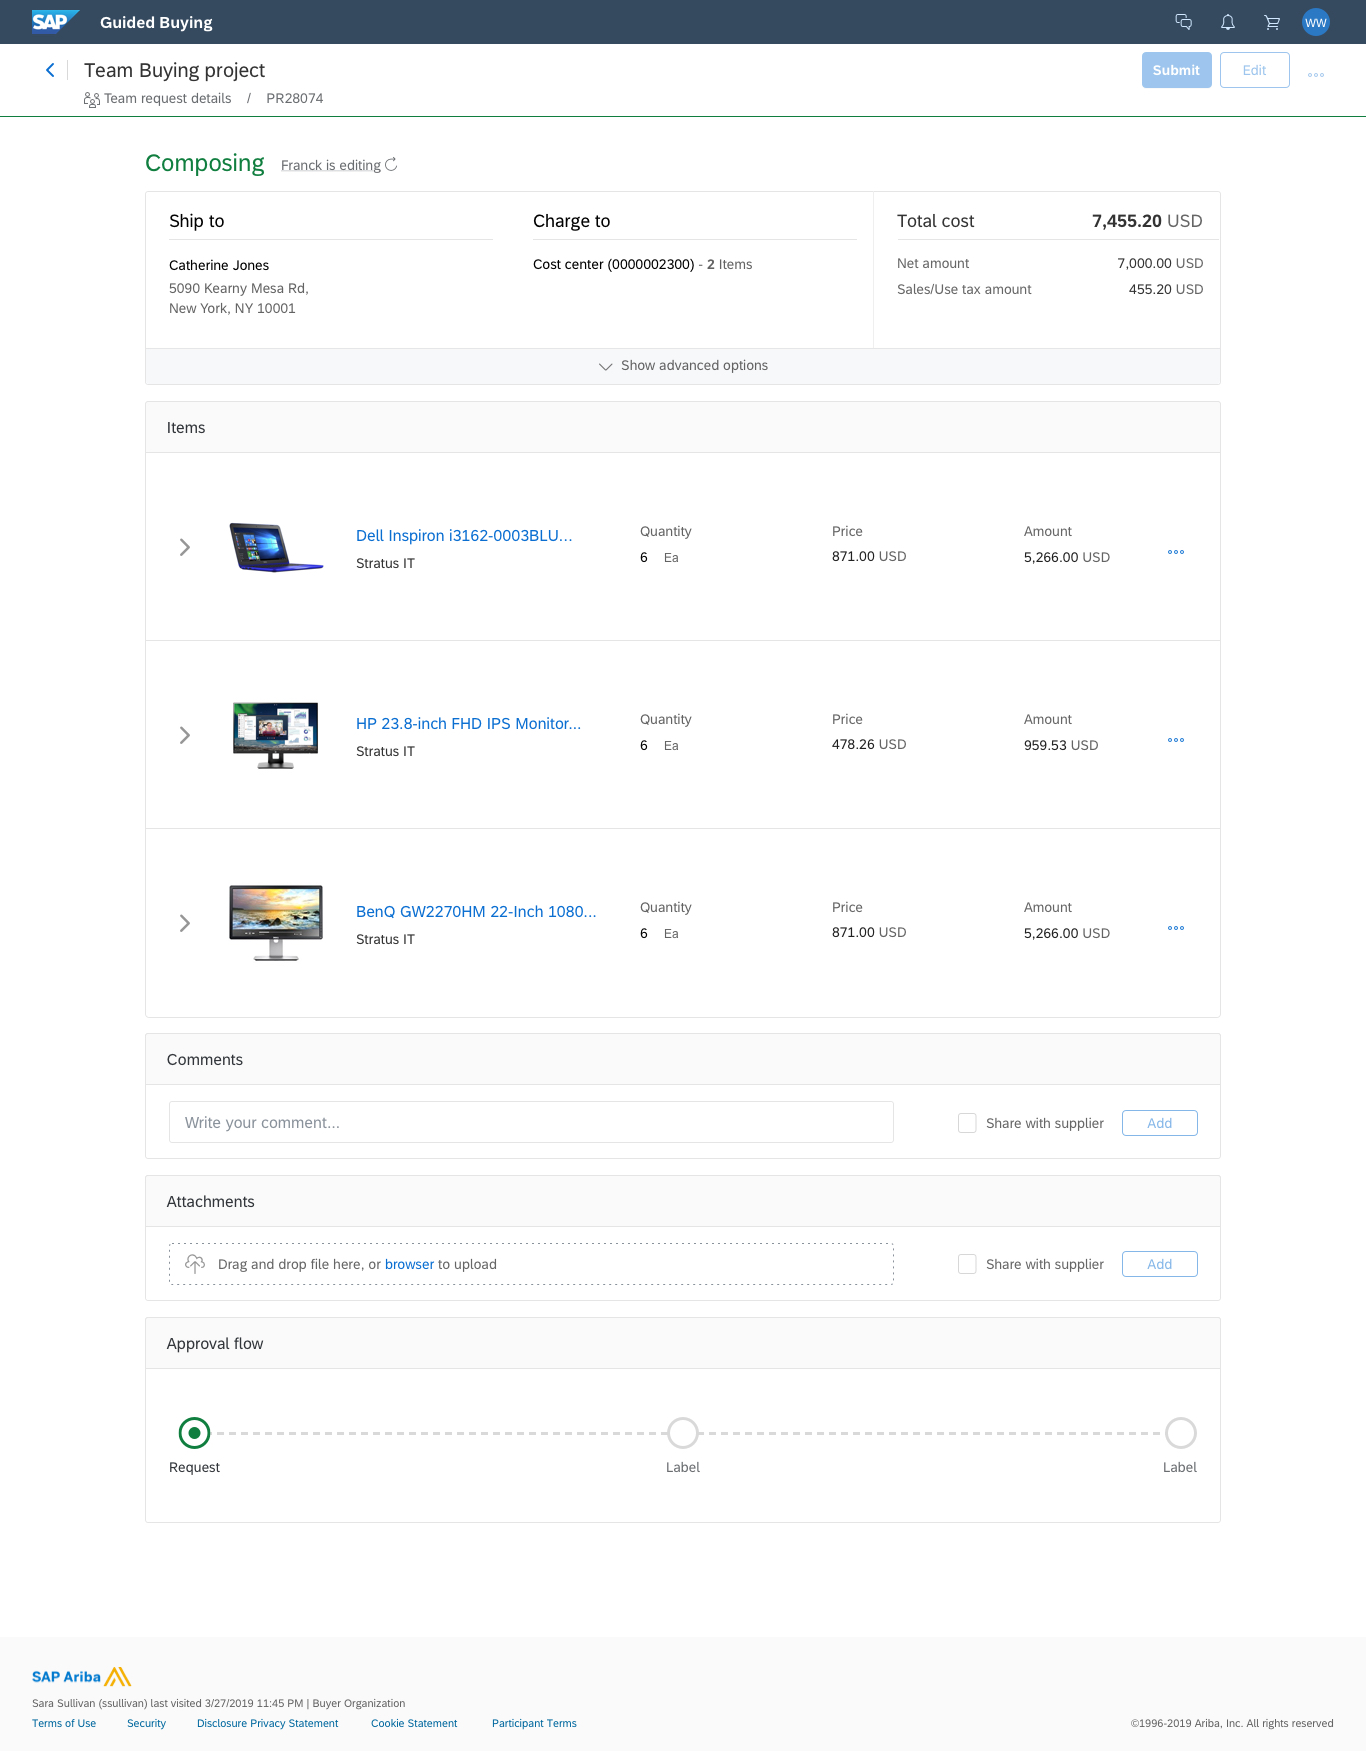 SAP Guided Buying WW
Team Buying project Submit Edit
Team request details / PR28074
Composing Franck is editing
Ship to Charge to Total cost 7,455.20 USD
Catherine Jones Cost center (0000002300) - 2 Items Net amount 7,000.00 USD
5090 Kearny Mesa Rd, Sales/Use tax amount 455.20 USD
New York, NY 10001
Show advanced options
Items
Dell Inspiron i3162-0003BLU... Quantity Price Amount
Stratus IT 6 Ea 871.00 USD 5,266.00 USD
HP 23.8-inch FHD IPS Monitor... Quantity Price Amount
Stratus IT 6 Ea 478.26 USD 959.53 USD
BenQ GW2270HM 22-Inch 1080... Quantity Price Amount
Stratus IT 6 Ea 871.00 USD 5,266.00 USD
Comments
Write your comment... Share with supplier Add
Attachments
Drag and drop file here, or browser to upload Share with supplier Add
Approval flow
Request Label Label
SAP Ariba
Sara Sullivan (ssullivan) last visited 3/27/2019 11:45 PM | Buyer Organization
Terms of Use Security Disclosure Privacy Statement Cookie Statement Participant Terms ©1996-2019 Ariba, Inc. All rights reserved